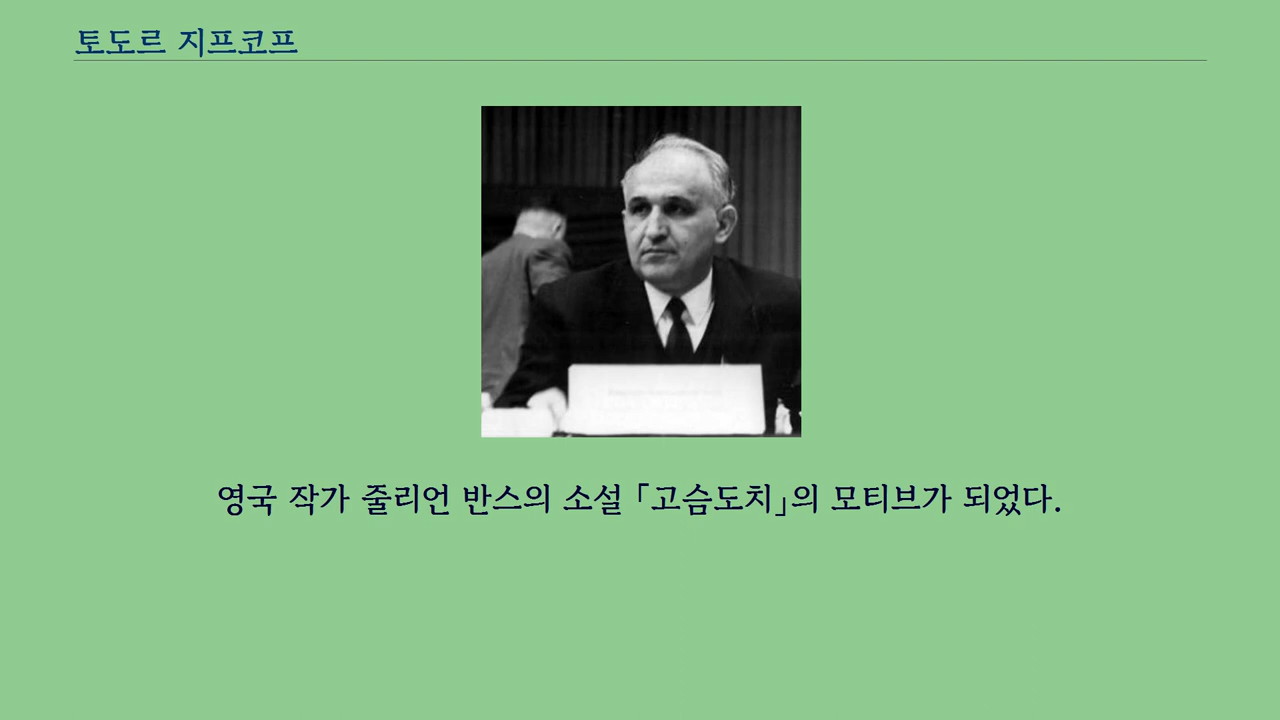 토도르 지프코프
영국 작가 줄리언 반스의 소설 「고슴도치」의 모티브가 되었다.